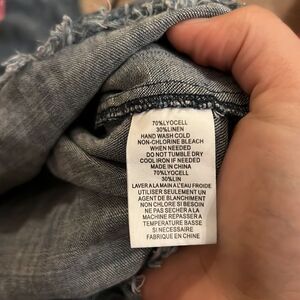 70%LYOCELL
30%LINEN
HAND WASH COLD
NON-CHLORINE BLEACH
WHEN NEEDED
DO NOT TUMBLE DRY
COOL IRON IF NEEDED
MADE IN CHINA
70%LYOCELL
30%LIN
LAVER A LA MAIN A L'EAU FROIDE
UTILISER SEULEMENT UN
AGENT DE BLANCHIMENT
NON CHLORE SI BESOIN
NE PAS SECHER A LA
MACHINE REPASSER A
TEMPERATURE BASSE
SI NECESSAIRE
FABRIQUE EN CHINE